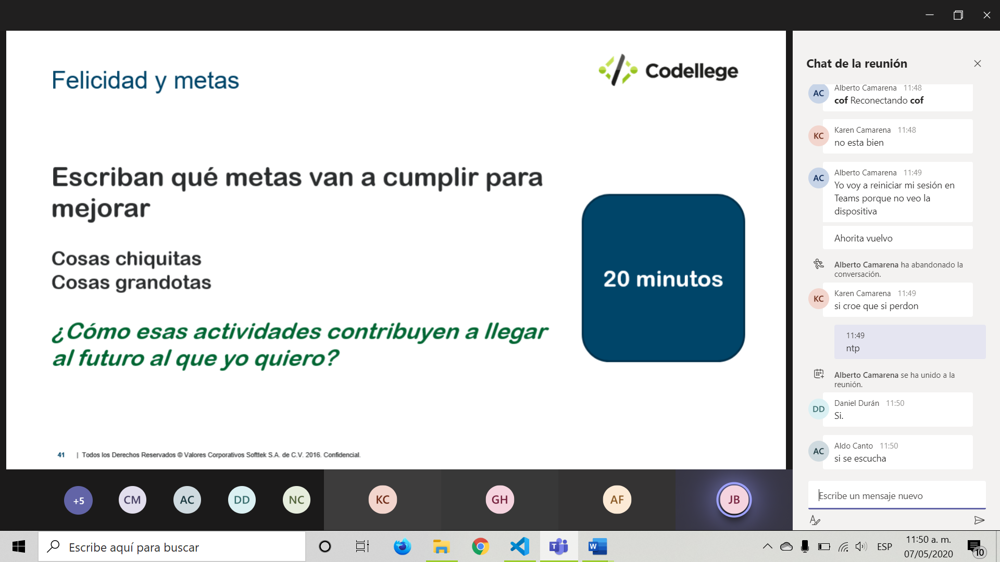 Felicidad y metas
Codellege
Escriban qué metas van a cumplir para
mejorar
Cosas chiquitas
Cosas grandotas
¿Cómo esas actividades contribuyen a llegar
al futuro al que yo quiero?
20 minutos
41 | Todos los Derechos Reservados © Valores Corporativos Softtek S.A. de C.V. 2016. Confidencial.
+5
CM
AC
DD
NC
KC
GH
AF
JB
Chat de la reunión
AC
Alberto Camarena 11:48
cof Reconectando cof
KC
Karen Camarena 11:48
no esta bien
AC
Alberto Camarena 11:49
Yo voy a reiniciar mi sesión en
Teams porque no veo la
dispositiva
Ahorita vuelvo
Alberto Camarena ha abandonado la
conversación.
KC
Karen Camarena 11:49
si croe que si perdon
11:49
ntp
Alberto Camarena se ha unido a la
reunión.
DD
Daniel Durán 11:50
Si.
AC
Aldo Canto 11:50
si se escucha
Escribe un mensaje nuevo
Escribe aquí para buscar
ESP
11:50 a. m.
07/05/2020
10